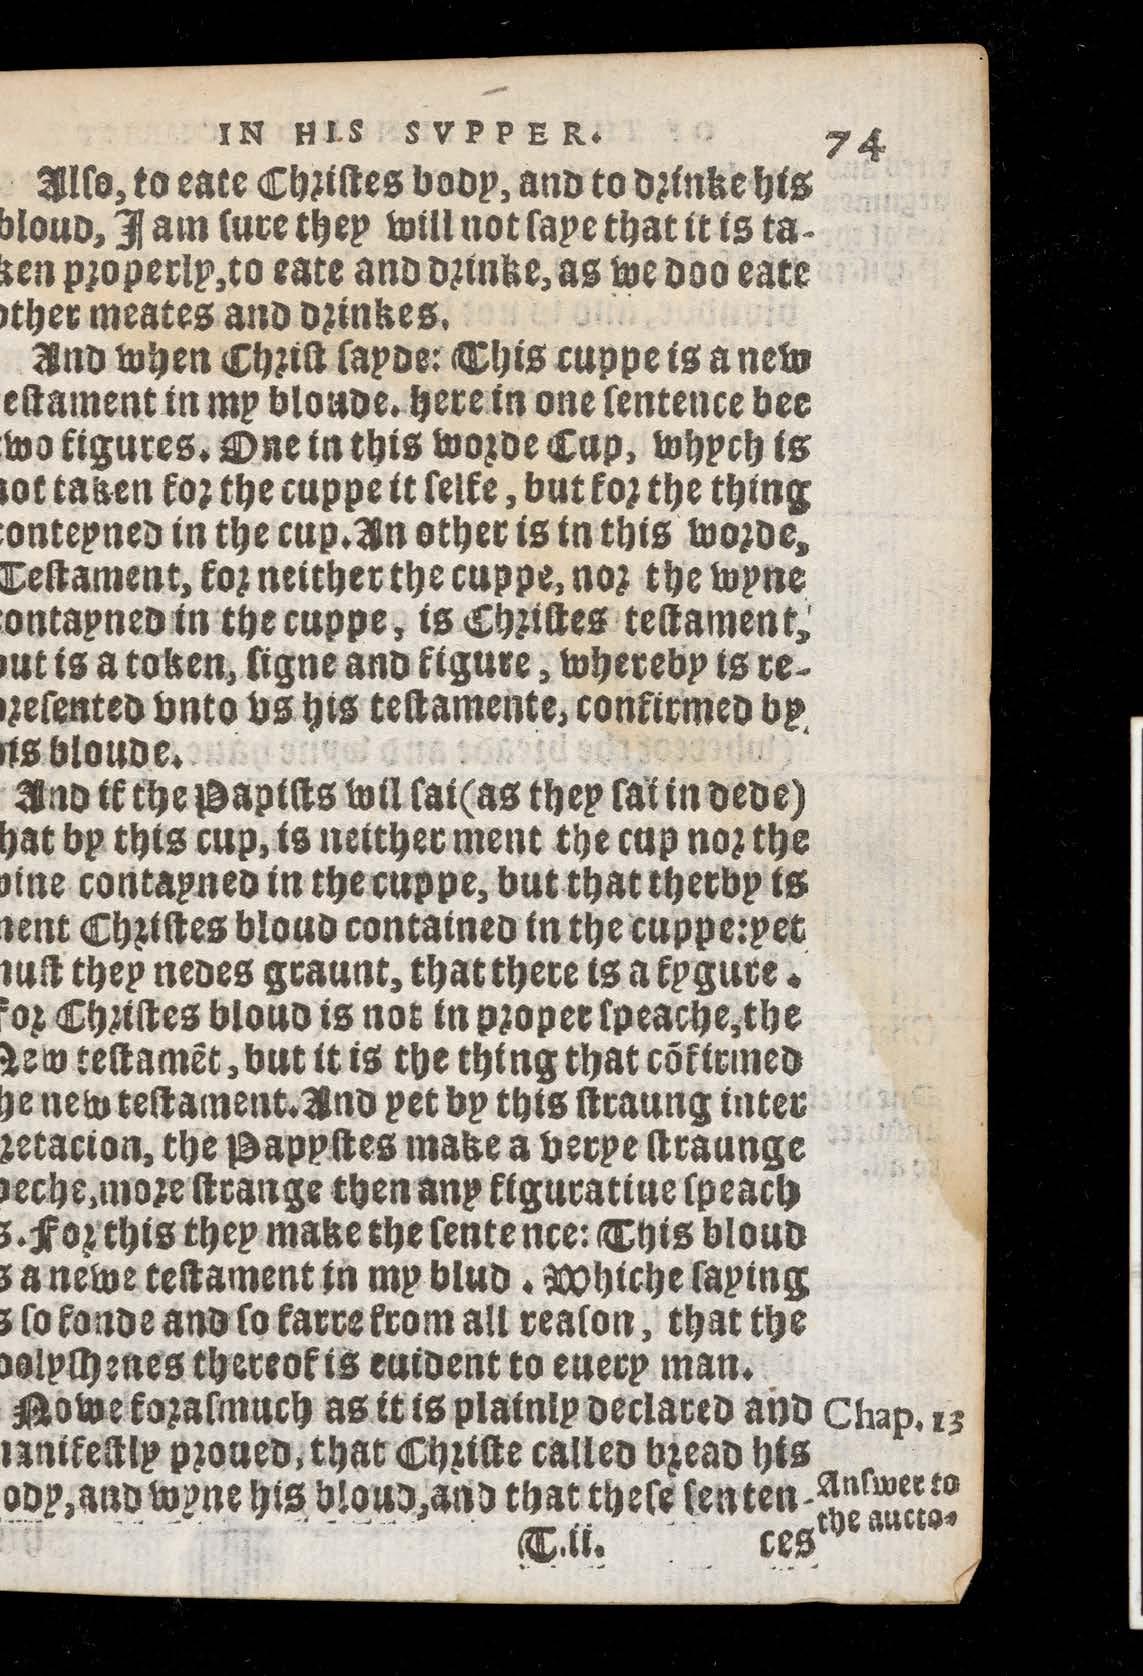 IN HIS SVPPER. 74
Also, to eate Christes body, and to drinke his
bloud, I am sure they will not saye that it is ta-
ken properly, to eate and drinke, as we doo eate
other meates and drinkes.
And when Christ sayde: This cuppe is a new
testament in my bloude. here in one sentence bee
two figures. One in this worde Cup, whych is
not taken for the cuppe it selfe, but for the thing
conteyned in the cup. An other is in this worde,
Testament, for neither the cuppe, nor the wyne
contayned in the cuppe, is Christes testament,
but is a token, signe and figure, whereby is re-
presented vnto vs his testamente, confirmed by
his bloude.
And if the Papists wil sai (as they sai in dede)
that by this cup, is neither ment the cup nor the
wine contayned in the cuppe, but that therby is
ment Christes bloud contained in the cuppe: yet
must they nedes graunt, that there is a fygure.
for Christes bloud is not in proper speache, the
New testamēt, but it is the thing that cōfirmed
the new testament. And yet by this straung inter
pretacion, the Papystes make a verye straunge
speche, more strange then any figuratiue speach
is. For this they make the sentence: This bloud
is a newe testament in my blud. Whiche saying
is so fonde and so farre from all reason, that the
foolyshenes thereof is euident to euery man.
Nowe forasmuch as it is plainly declared and
manifestly proued, that Christe called bread his
body, and wyne his bloud, and that these senten-
Chap. 13
Answer to
the aucto-
T.ii. ces